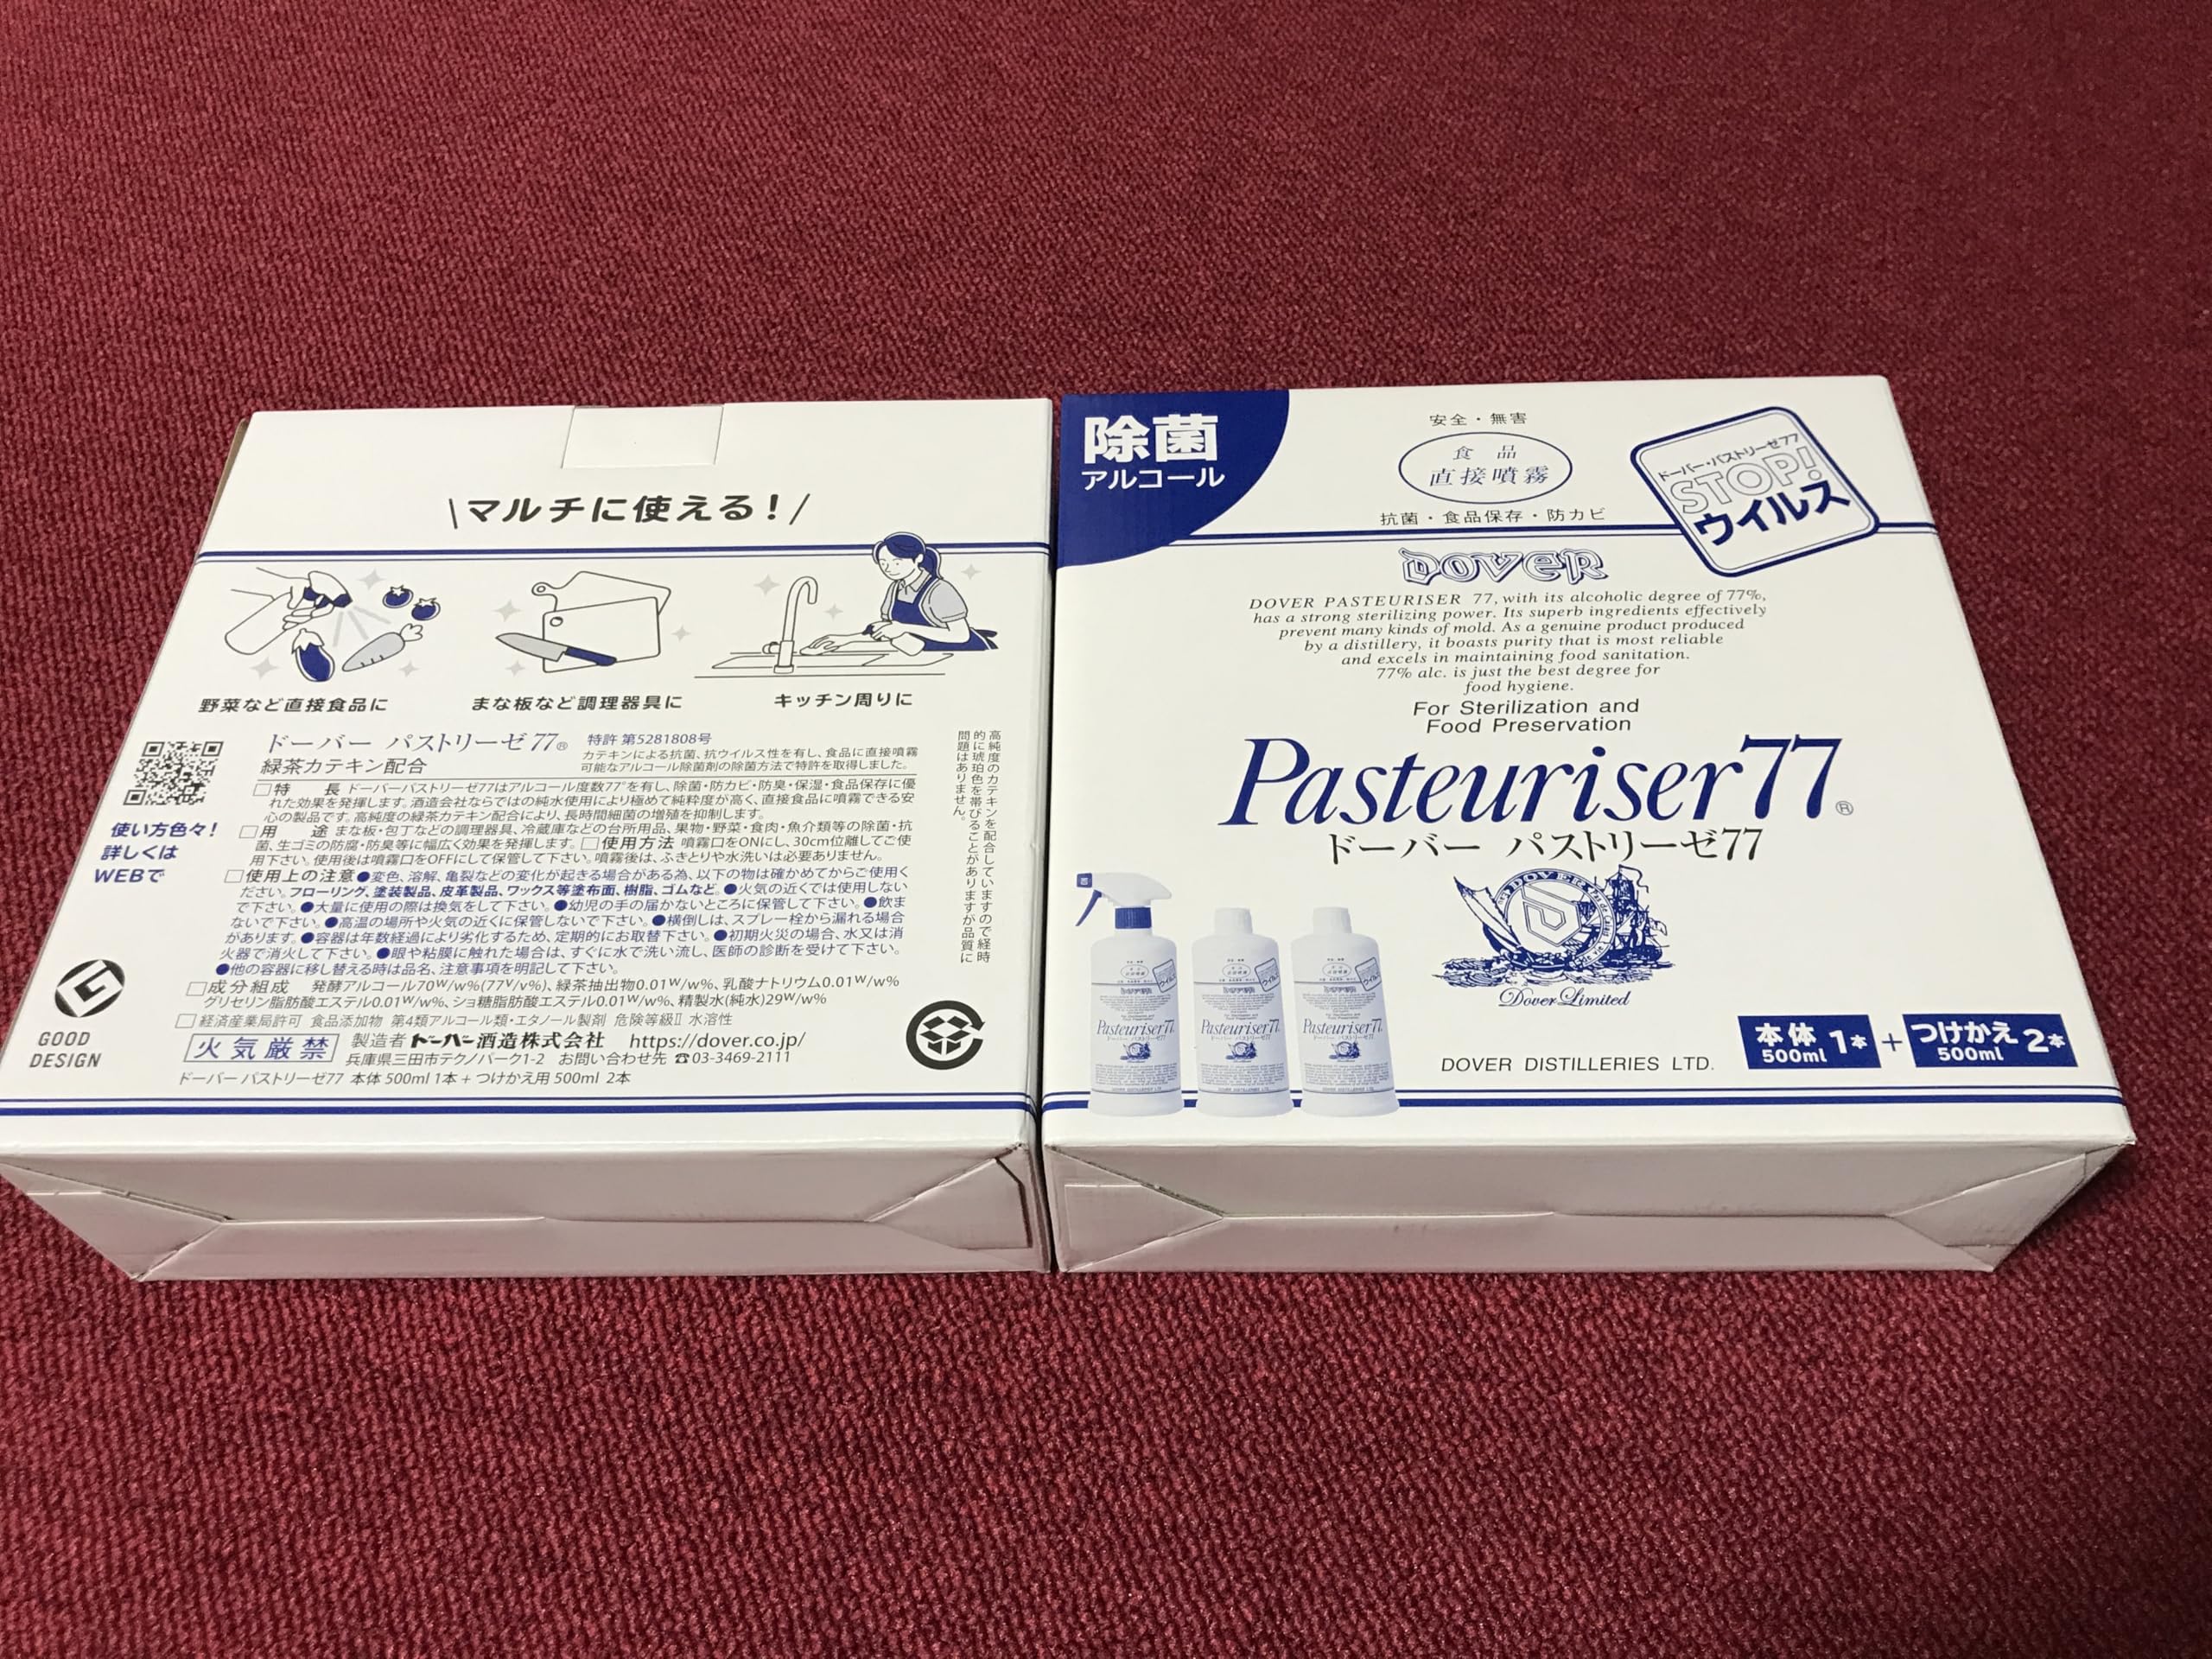 \マルチに使える!/
野菜など直接食品に
まな板など調理器具に
キッチン周りに
ドーバー パストリーゼ77®
緑茶カテキン配合
特許 第5281808号
カテキンによる抗菌、抗ウイルス性を有し、食品に直接噴霧
可能なアルコール除菌剤の除菌方法で特許を取得しました。
使い方色々!
詳しくは
WEBで
□特 長 ドーバーパストリーゼ77はアルコール度数77°を有し、除菌・防カビ・防臭・保湿・食品保存に優
れた効果を発揮します。酒造会社ならではの純水使用により極めて純粋度が高く、直接食品に噴霧できる安
心の製品です。高純度の緑茶カテキン配合により、長時間細菌の増殖を抑制します。
□用 途 まな板・包丁などの調理器具、冷蔵庫などの台所用品、果物・野菜・食肉・魚介類等の除菌・抗
菌、生ゴミの防腐・防臭等に幅広く効果を発揮します。□使用方法 噴霧口をONにし、30cm位離してご使
用下さい。使用後は噴霧口をOFFにして保管して下さい。噴霧後は、ふきとりや水洗いは必要ありません。
□使用上の注意●変色、溶解、亀裂などの変化が起きる場合がある為、以下の物は確かめてからご使用く
ださい。フローリング、塗装製品、皮革製品、ワックス等塗布面、樹脂、ゴムなど。●火気の近くでは使用しない
で下さい。●大量に使用の際は換気をして下さい。●幼児の手の届かないところに保管して下さい。●飲ま
ないで下さい。●高温の場所や火気の近くに保管しないで下さい。●横倒しは、スプレー栓から漏れる場合
があります。●容器は年数経過により劣化するため、定期的にお取替下さい。●初期火災の場合、水又は消
火器で消火して下さい。●眼や粘膜に触れた場合は、すぐに水で洗い流し、医師の診断を受けて下さい。
●他の容器に移し替える時は品名、注意事項を明記して下さい。
□成分組成 発酵アルコール70w/w%(77v/v%)、緑茶抽出物0.01w/w%、乳酸ナトリウム0.01w/w%
グリセリン脂肪酸エステル0.01w/w%、ショ糖脂肪酸エステル0.01w/w%、精製水(純水)29w/w%
□経済産業局許可 食品添加物 第4類アルコール類・エタノール製剤 危険等級Ⅱ 水溶性
火気厳禁 製造者 ドーバー酒造株式会社 https://dover.co.jp/
兵庫県三田市テクノパーク1-2 お問い合わせ先 ☎03-3469-2111
ドーバー パストリーゼ77 本体 500ml 1本+つけかえ用 500ml 2本
高純度のカテキンを配合していますので経時
的に琥珀色を帯びることがありますが品質に
問題はありません。
GOOD
DESIGN
除菌
アルコール
安全・無害
食品
直接噴霧
抗菌・食品保存・防カビ
ドーバー・パストリーゼ77
STOP!
ウイルス
DOVER
DOVER PASTEURISER 77, with its alcoholic degree of 77%,
has a strong sterilizing power. Its superb ingredients effectively
prevent many kinds of mold. As a genuine product produced
by a distillery, it boasts purity that is most reliable
and excels in maintaining food sanitation.
77% alc. is just the best degree for
food hygiene.
For Sterilization and
Food Preservation
Pasteuriser77®
ドーバー パストリーゼ77
DOVER
Dover Limited
DOVER DISTILLERIES LTD.
本体
500ml
1本
+
つけかえ
500ml
2本
DOVER
Pasteuriser77
ドーバー パストリーゼ77
DOVER
Pasteuriser77
ドーバー パストリーゼ77
DOVER
Pasteuriser77
ドーバー パストリーゼ77